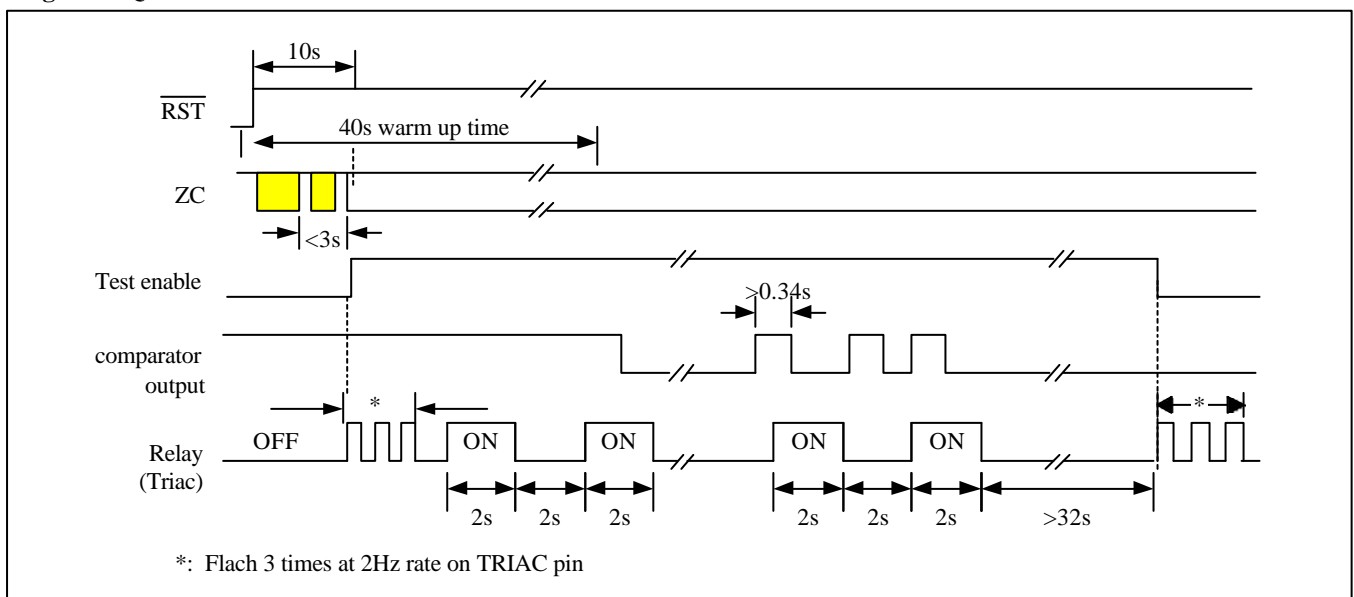 10s
RST
40s warm up time
ZC
<3s
Test enable
>0.34s
comparator
output
*
*
OFF
ON
ON
ON
ON
Relay
(Triac)
2s
2s
2s
2s
2s
2s
>32s
*: Flach 3 times at 2Hz rate on TRIAC pin